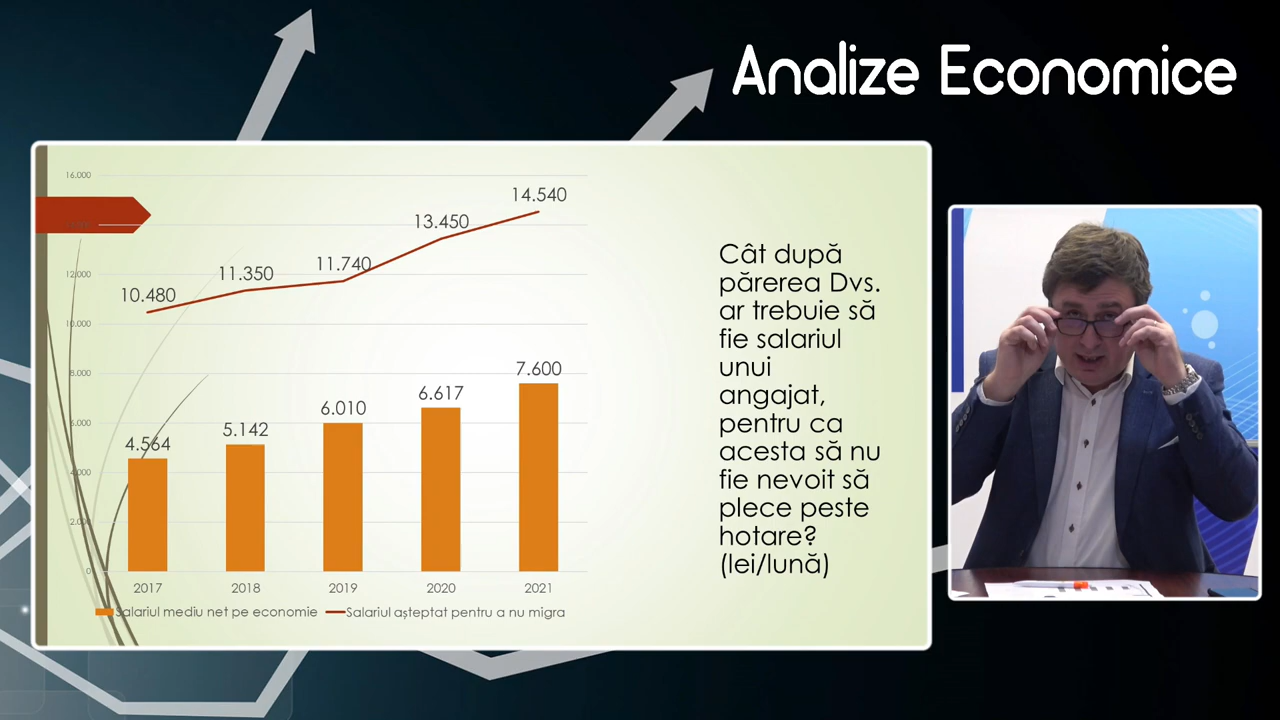 Analize Economice
16.000
14.540
13.450
12.000
11.350
11.740
10.480
10.000
8.000
7.600
6.617
6.000
6.010
5.142
4.564
4.000
2.000
0
2017 2018 2019 2020 2021
Salariul mediu net pe economie Salariul așteptat pentru a nu migra
Cât după
părerea Dvs.
ar trebuie să
fie salariul
unui
angajat,
pentru ca
acesta să nu
fie nevoit să
plece peste
hotare?
(lei/lună)